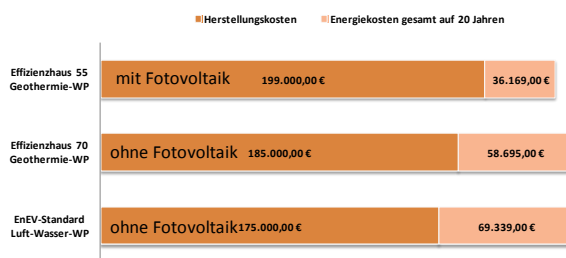 Herstellungskosten Energiekosten gesamt auf 20 Jahren
Effizienzhaus 55
Geothermie-WP
mit Fotovoltaik 199.000,00 € 36.169,00 €
Effizienzhaus 70
Geothermie-WP
ohne Fotovoltaik 185.000,00 € 58.695,00 €
EnEV-Standard
Luft-Wasser-WP
ohne Fotovoltaik 175.000,00 € 69.339,00 €